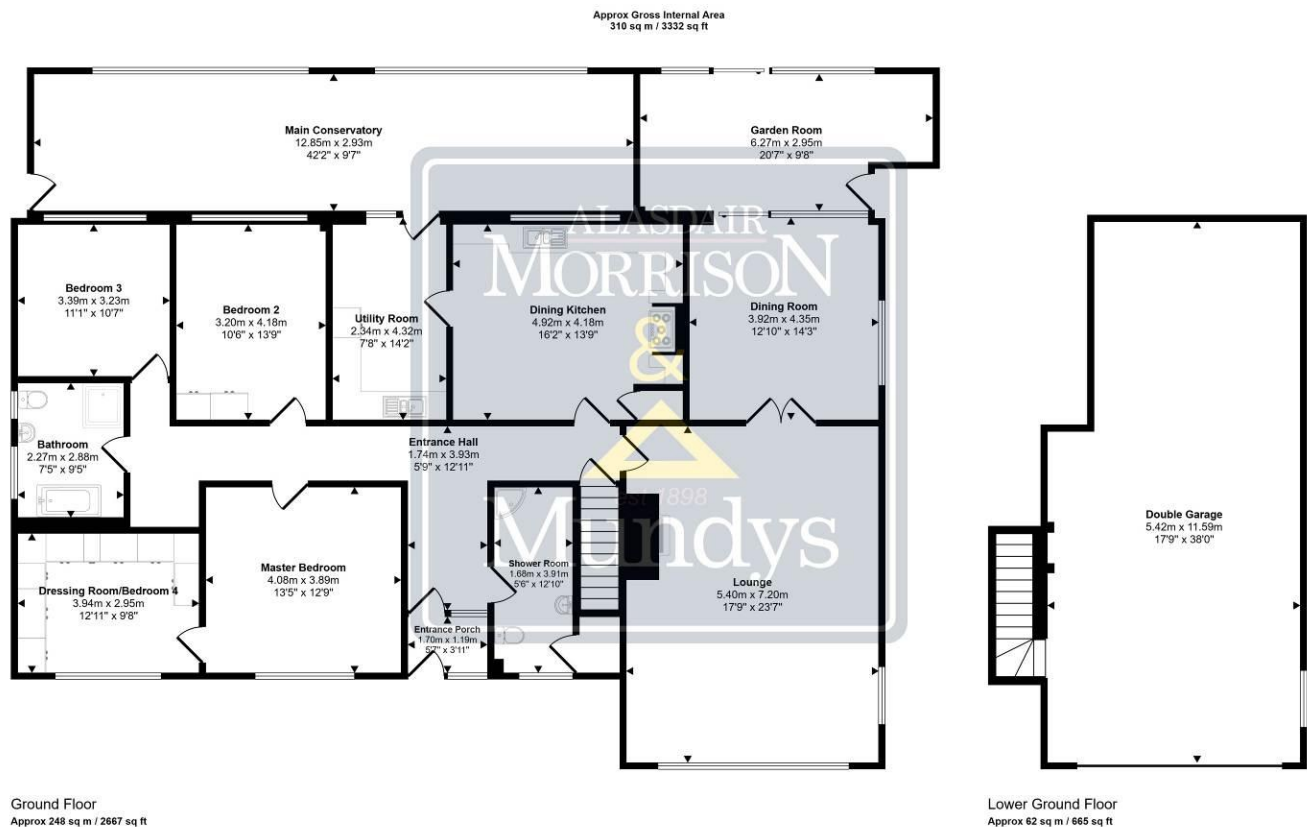 Approx Gross Internal Area
310 sq m / 3332 sq ft
Main Conservatory
12.85m x 2.93m
42'2" x 9'7"
Garden Room
6.27m x 2.95m
20'7" x 9'8"
Bedroom 3
3.39m x 3.23m
11'1" x 10'7"
Bedroom 2
3.20m x 4.18m
10'6" x 13'9"
Utility Room
2.34m x 4.32m
7'8" x 14'2"
Dining Kitchen
4.92m x 4.18m
16'2" x 13'9"
Dining Room
3.92m x 4.35m
12'10" x 14'3"
ALASDAIR
MORRISON
&
est 1898
Mundys
Bathroom
2.27m x 2.88m
7'5" x 9'5"
Entrance Hall
1.74m x 3.93m
5'9" x 12'11"
Dressing Room/Bedroom 4
3.94m x 2.95m
12'11" x 9'8"
Master Bedroom
4.08m x 3.89m
13'5" x 12'9"
Entrance Porch
1.70m x 1.19m
5'7" x 3'11"
Shower Room
1.68m x 3.91m
5'6" x 12'10"
Lounge
5.40m x 7.20m
17'9" x 23'7"
Double Garage
5.42m x 11.59m
17'9" x 38'0"
Ground Floor
Approx 248 sq m / 2667 sq ft
Lower Ground Floor
Approx 62 sq m / 665 sq ft